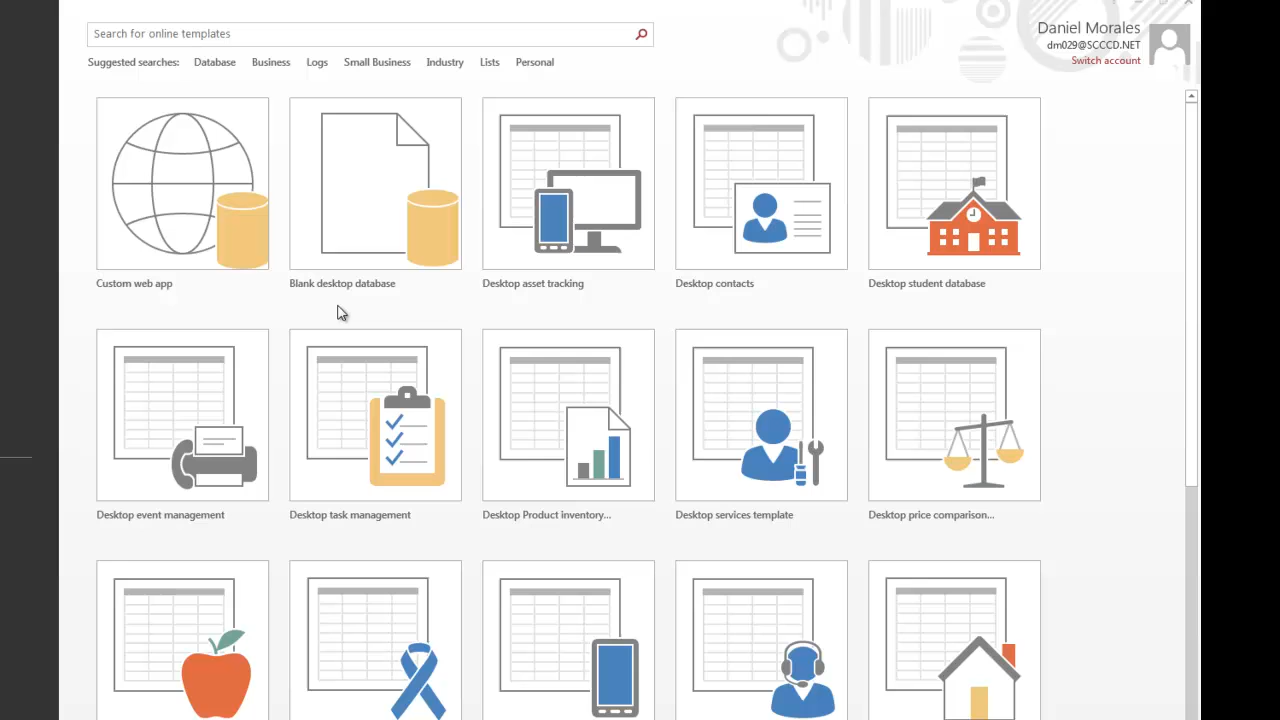 Search for online templates
Daniel Morales
dm029@SCCCD.NET
Switch account
Suggested searches: Database Business Logs Small Business Industry Lists Personal
Custom web app
Blank desktop database
Desktop asset tracking
Desktop contacts
Desktop student database
Desktop event management
Desktop task management
Desktop Product inventory...
Desktop services template
Desktop price comparison...